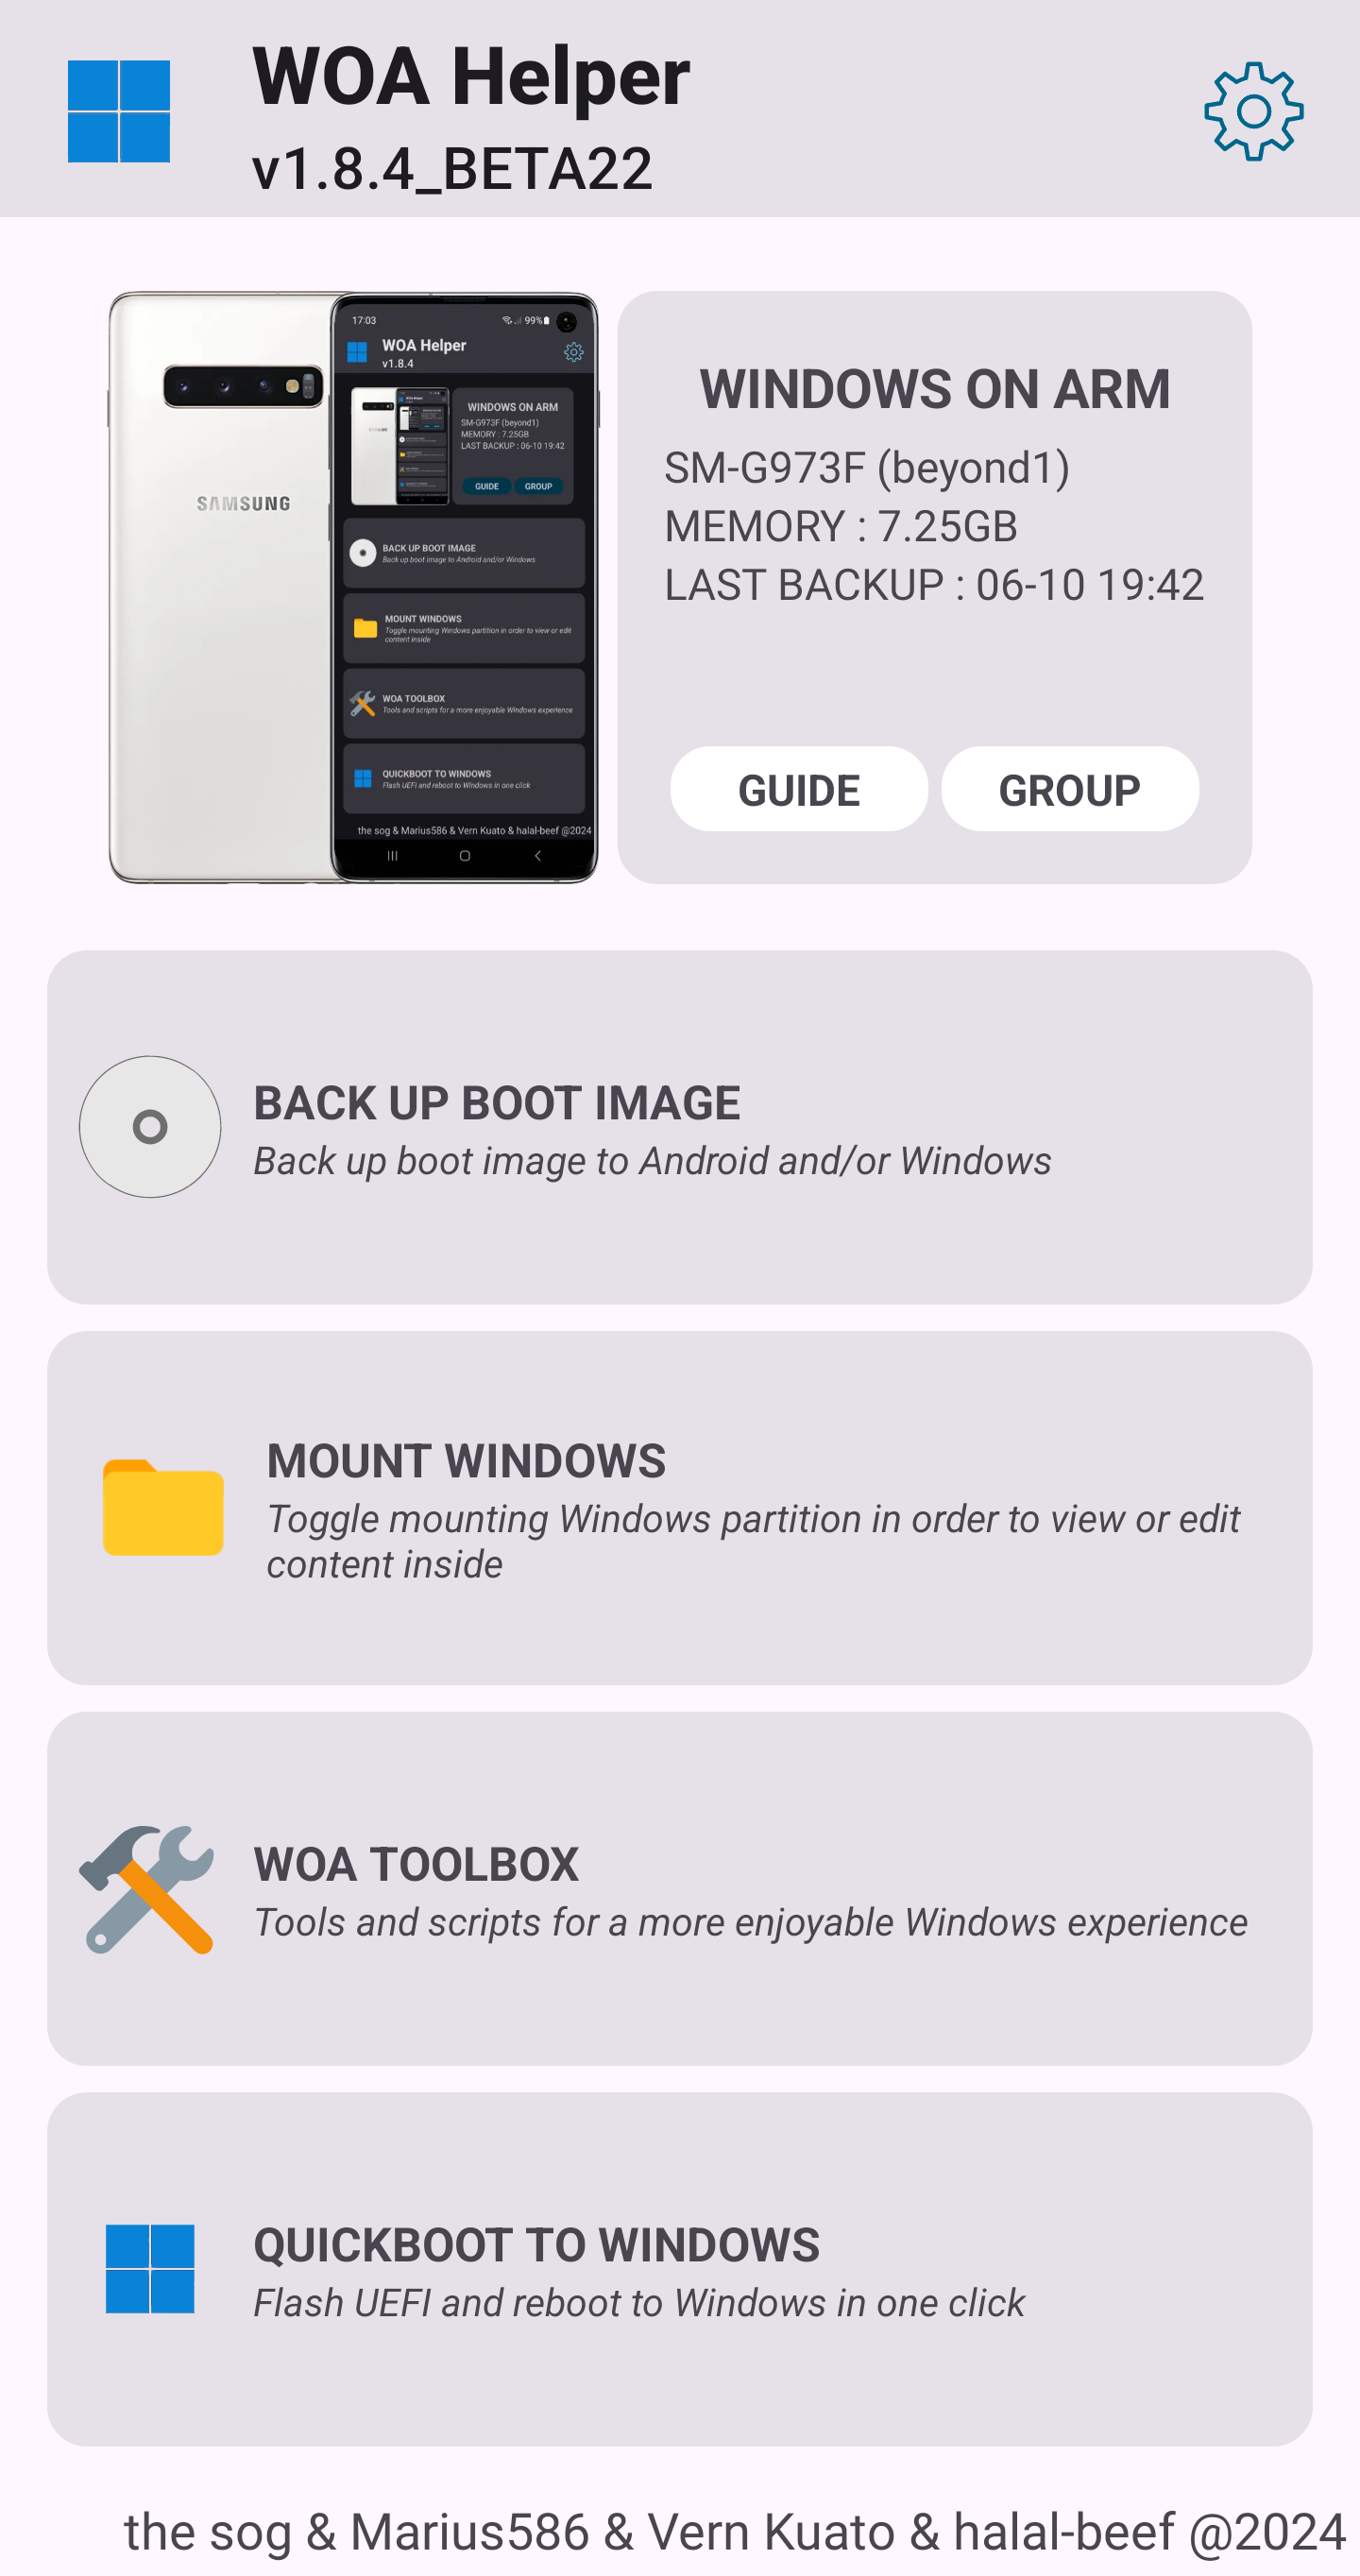 WOA Helper
v1.8.4_BETA22
17:03
99%
WOA Helper
v1.8.4
WINDOWS ON ARM
SM-G973F (beyond1)
MEMORY : 7.25GB
LAST BACKUP : 06-10 19:42
GUIDE GROUP
SAMSUNG
BACK UP BOOT IMAGE
Back up boot image to Android and/or Windows
MOUNT WINDOWS
Toggle mounting Windows partition in order to view or edit
content inside
WOA TOOLBOX
Tools and scripts for a more enjoyable Windows experience
QUICKBOOT TO WINDOWS
Flash UEFI and reboot to Windows in one click
the sog & Marius586 & Vern Kuato & halal-beef @2024
WINDOWS ON ARM
SM-G973F (beyond1)
MEMORY : 7.25GB
LAST BACKUP : 06-10 19:42
GUIDE GROUP
BACK UP BOOT IMAGE
Back up boot image to Android and/or Windows
MOUNT WINDOWS
Toggle mounting Windows partition in order to view or edit
content inside
WOA TOOLBOX
Tools and scripts for a more enjoyable Windows experience
QUICKBOOT TO WINDOWS
Flash UEFI and reboot to Windows in one click
the sog & Marius586 & Vern Kuato & halal-beef @2024